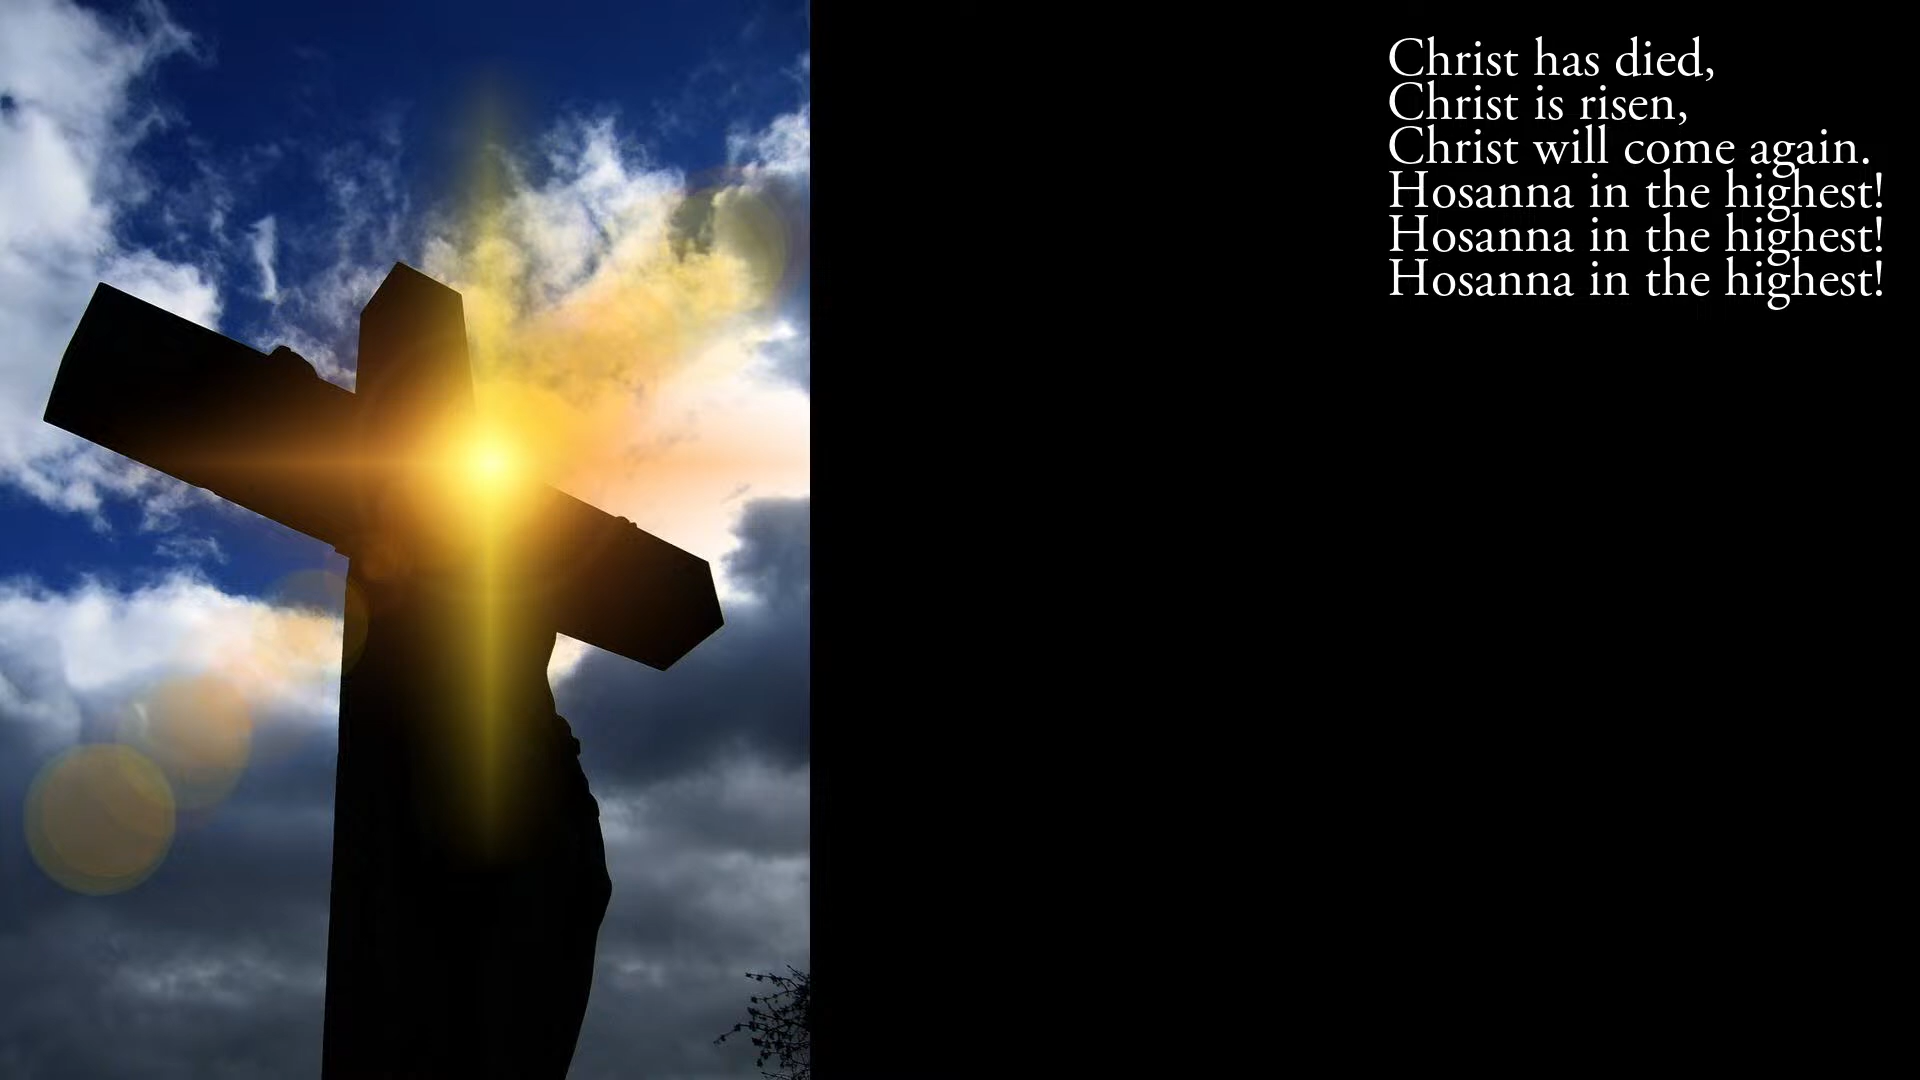 Christ has died,
Christ is risen,
Christ will come again.
Hosanna in the highest!
Hosanna in the highest!
Hosanna in the highest!